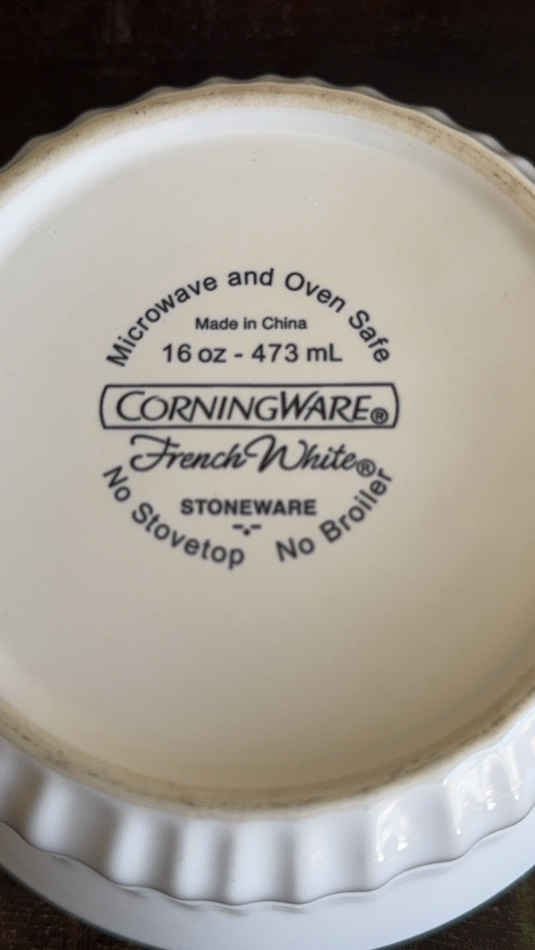 Microwave and Oven Safe
Made in China
16 oz - 473 mL
CORNINGWARE®
French White®
STONEWARE
No Stovetop No Broiler